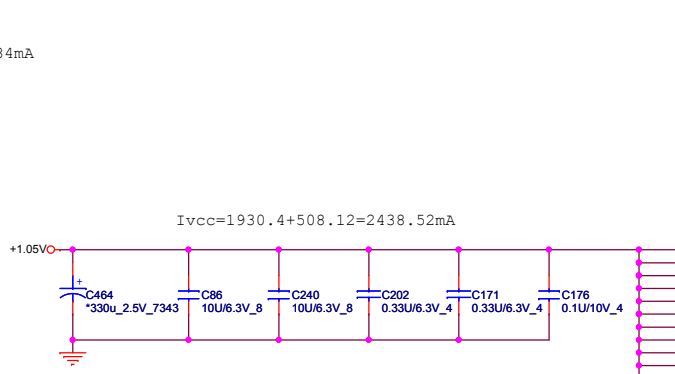 34mA
Ivcc=1930.4+508.12=2438.52mA
+1.05V
+
C464 C86 C240 C202 C171 C176
*330u_2.5V_7343 10U/6.3V_8 10U/6.3V_8 0.33U/6.3V_4 0.33U/6.3V_4 0.1U/10V_4